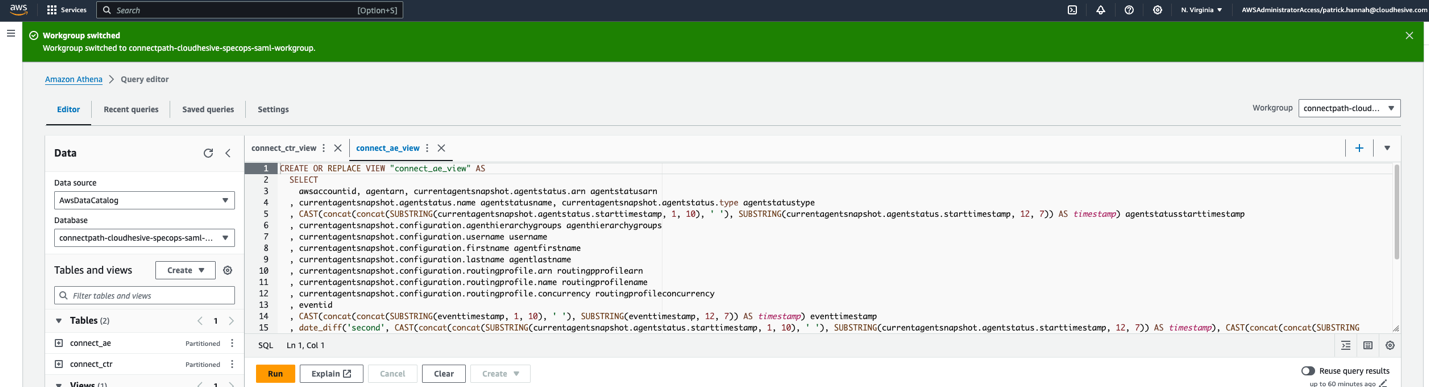 aws
Services
Search
[Option+S]
N. Virginia
AWSAdministratorAccess/patrick.hannah@cloudhesive.com
Workgroup switched
Workgroup switched to connectpath-cloudhesive-specops-saml-workgroup.
Amazon Athena
Query editor
Editor
Recent queries
Saved queries
Settings
Workgroup
connectpath-cloud...
Data
Data source
AwsDataCatalog
Database
connectpath-cloudhesive-specops-saml-...
Tables and views
Create
Filter tables and views
Tables (2)
1
connect_ae
Partitioned
connect_ctr
Partitioned
Views (1)
1
connect_ctr_view
connect_ae_view
1 CREATE OR REPLACE VIEW "connect_ae_view" AS
2 SELECT
3 awsaccountid, agentarn, currentagentsnapshot.agentstatus.arn agentstatusarn
4 , currentagentsnapshot.agentstatus.name agentstatusname, currentagentsnapshot.agentstatus.type agentstatustype
5 , CAST(concat(concat(SUBSTRING(currentagentsnapshot.agentstatus.starttimestamp, 1, 10), ' '), SUBSTRING(currentagentsnapshot.agentstatus.starttimestamp, 12, 7)) AS timestamp) agentstatusstarttimestamp
6 , currentagentsnapshot.configuration.agenthierarchygroups agenthierarchygroups
7 , currentagentsnapshot.configuration.username username
8 , currentagentsnapshot.configuration.firstname agentfirstname
9 , currentagentsnapshot.configuration.lastname agentlastname
10 , currentagentsnapshot.configuration.routingprofile.arn routingpprofilearn
11 , currentagentsnapshot.configuration.routingprofile.name routingprofilename
12 , currentagentsnapshot.configuration.routingprofile.concurrency routingprofileconcurrency
13 , eventid
14 , CAST(concat(concat(SUBSTRING(eventtimestamp, 1, 10), ' '), SUBSTRING(eventtimestamp, 12, 7)) AS timestamp) eventtimestamp
15 , date_diff('second', CAST(concat(concat(SUBSTRING(currentagentsnapshot.agentstatus.starttimestamp, 1, 10), ' '), SUBSTRING(currentagentsnapshot.agentstatus.starttimestamp, 12, 7)) AS timestamp), CAST(concat(concat(SUBSTRING
SQL
Ln 1, Col 1
Run
Explain
Cancel
Clear
Create
Reuse query results
up to 60 minutes ago